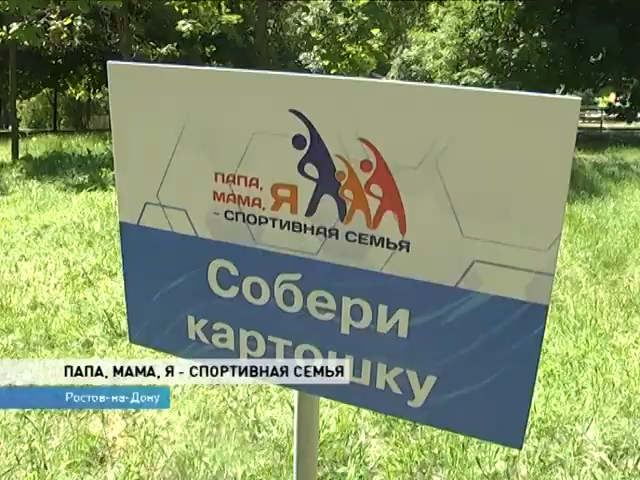 ПАПА,
МАМА, Я
- СПОРТИВНАЯ СЕМЬЯ
Собери
картошку
ПАПА, МАМА, Я - СПОРТИВНАЯ СЕМЬЯ
Ростов-на-Дону